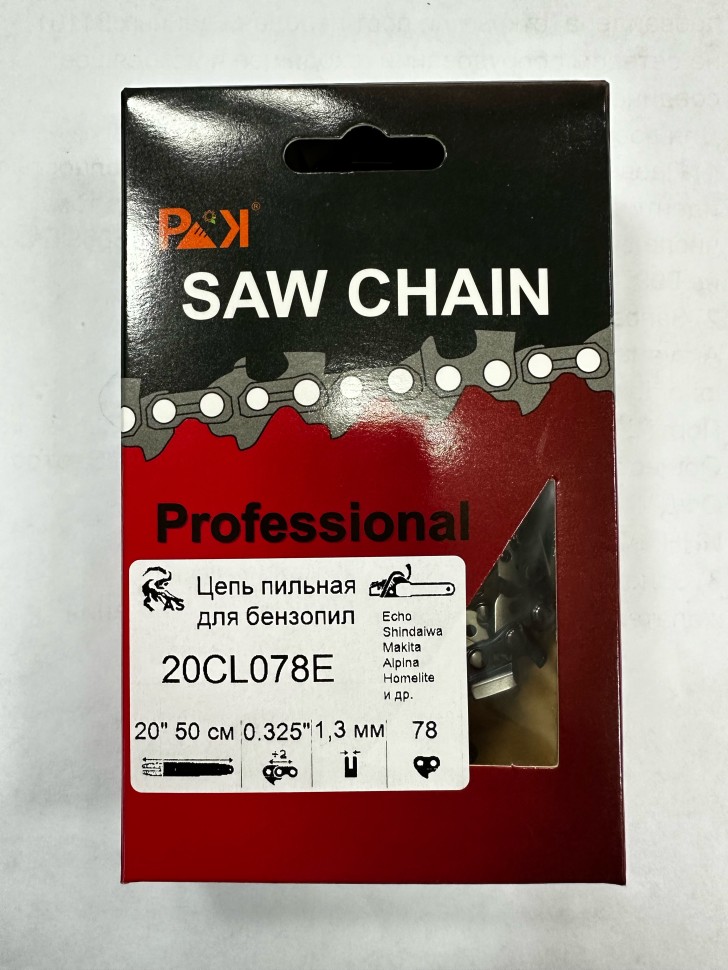 PAK®
SAW CHAIN
Professional
AS
Цепь пильная
для бензопил
20CL078E
Echo
Shindaiwa
Makita
Alpina
Homelite
и др.
20" 50 см 0.325" 1,3 мм 78
÷2